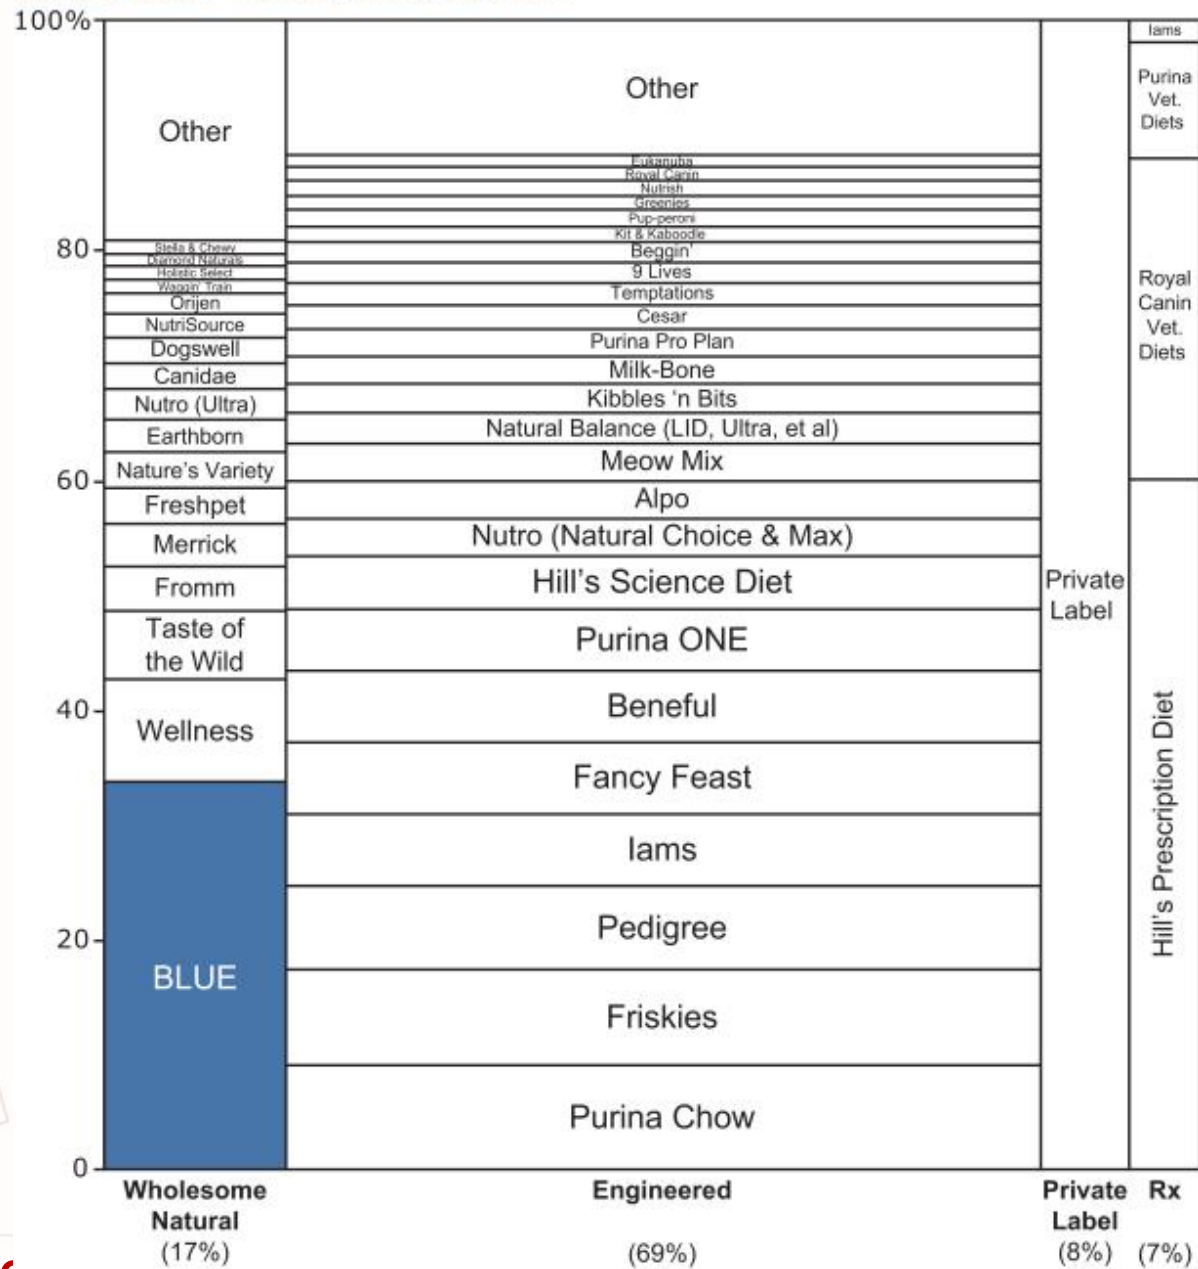 100%
80
60
40
20
0
Other
Stella & Chewy
Diamond Naturals
Holistic Select
Waggin' Train
Orijen
NutriSource
Dogswell
Canidae
Nutro (Ultra)
Earthborn
Nature's Variety
Freshpet
Merrick
Fromm
Taste of
the Wild
Wellness
BLUE
Other
Eukanuba
Royal Canin
Nutrish
Greenies
Pup-peroni
Kit & Kaboodle
Beggin'
9 Lives
Temptations
Cesar
Purina Pro Plan
Milk-Bone
Kibbles 'n Bits
Natural Balance (LID, Ultra, et al)
Meow Mix
Alpo
Nutro (Natural Choice & Max)
Hill's Science Diet
Purina ONE
Beneful
Fancy Feast
Iams
Pedigree
Friskies
Purina Chow
Private
Label
Iams
Purina
Vet.
Diets
Royal
Canin
Vet.
Diets
Hill's Prescription Diet
Wholesome
Natural
(17%)
Engineered
(69%)
Private
Label
(8%)
Rx
(7%)